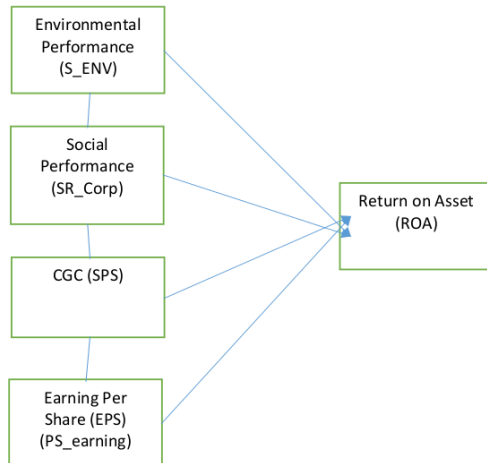 Environmental
Performance
(S_ENV)
Social
Performance
(SR_Corp)
CGC (SPS)
Earning Per
Share (EPS)
(PS_earning)
Return on Asset
(ROA)